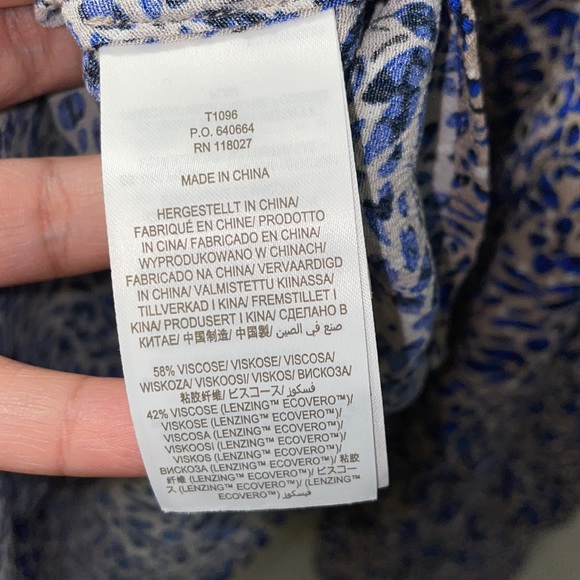 T1096
P.O. 640664
RN 118027
MADE IN CHINA
HERGESTELLT IN CHINA/
FABRIQUÉ EN CHINE/ PRODOTTO
IN CINA/ FABRICADO EN CHINA/
WYPRODUKOWANO W CHINACH/
FABRICADO NA CHINA/ VERVAARDIGD
IN CHINA/ VALMISTETTU KIINASSA/
TILLVERKAD I KINA/ FREMSTILLET I
KINA/ PRODUSERT I KINA/ СДЕЛАНО В
КИТАЕ/ 中国制造/ 中国製/ صنع في الصين
58% VISCOSE/ VISKOSE/ VISCOSA/
WISKOZA/ VISKOOSI/ VISKOS/ ВИСКОЗА/
粘胶纤维/ ビスコース/ فسكوز
42% VISCOSE (LENZING™ ECOVERO™)/
VISKOSE (LENZING™ ECOVERO™)/
VISCOSA (LENZING™ ECOVERO™)/
VISKOOSI (LENZING™ ECOVERO™)/
VISKOS (LENZING™ ECOVERO™)/
ВИСКОЗА (LENZING™ ECOVERO™)/ 粘胶
纤维 (LENZING™ ECOVERO™)/ ビスコー
ス (LENZING™ ECOVERO™)/ (LENZING™
ECOVERO™) فيسكوز